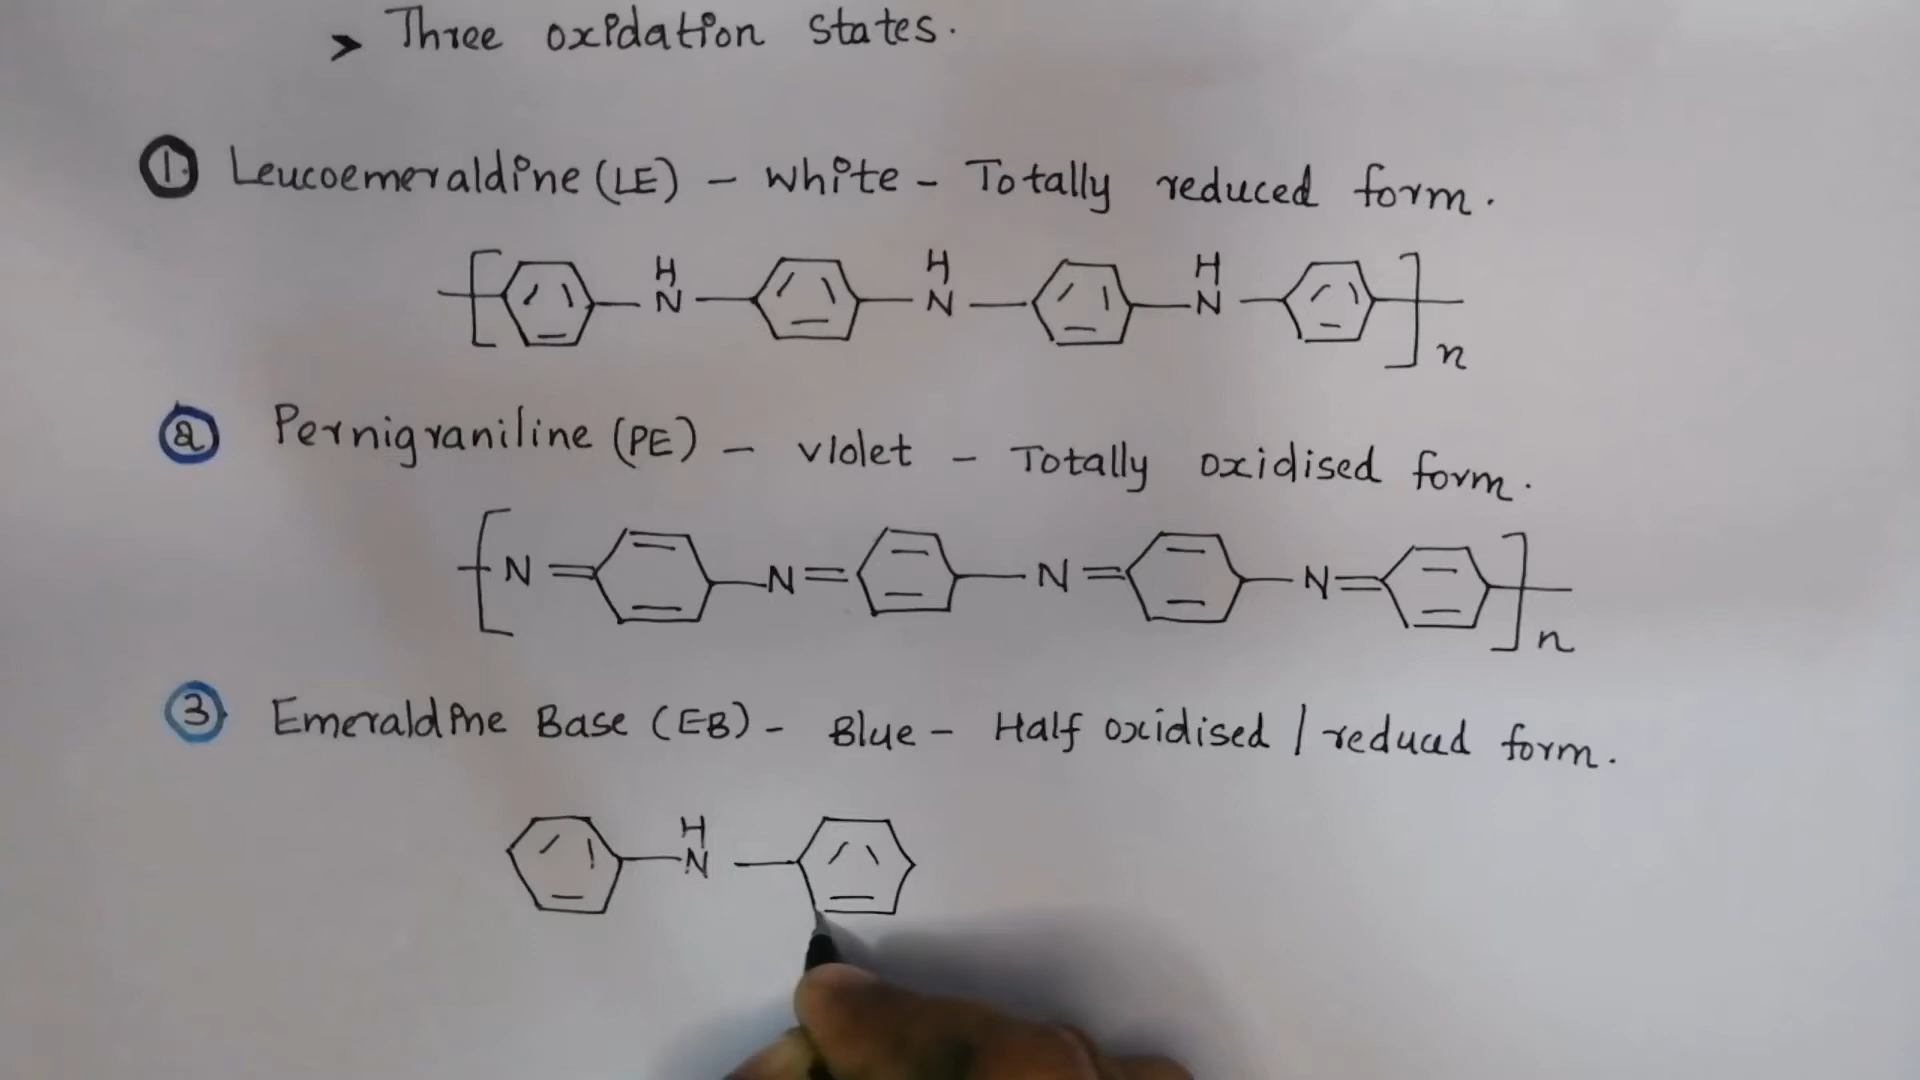 ➤ Three oxidation states.
① Leucoemeraldine (LE) - White - Totally reduced form.
[ H N H N H N ] n
② Pernigraniline (PE) - violet - Totally oxidised form.
[ N N N N ] n
③ Emeraldine Base (EB) - Blue - Half oxidised / reduced form.
H N